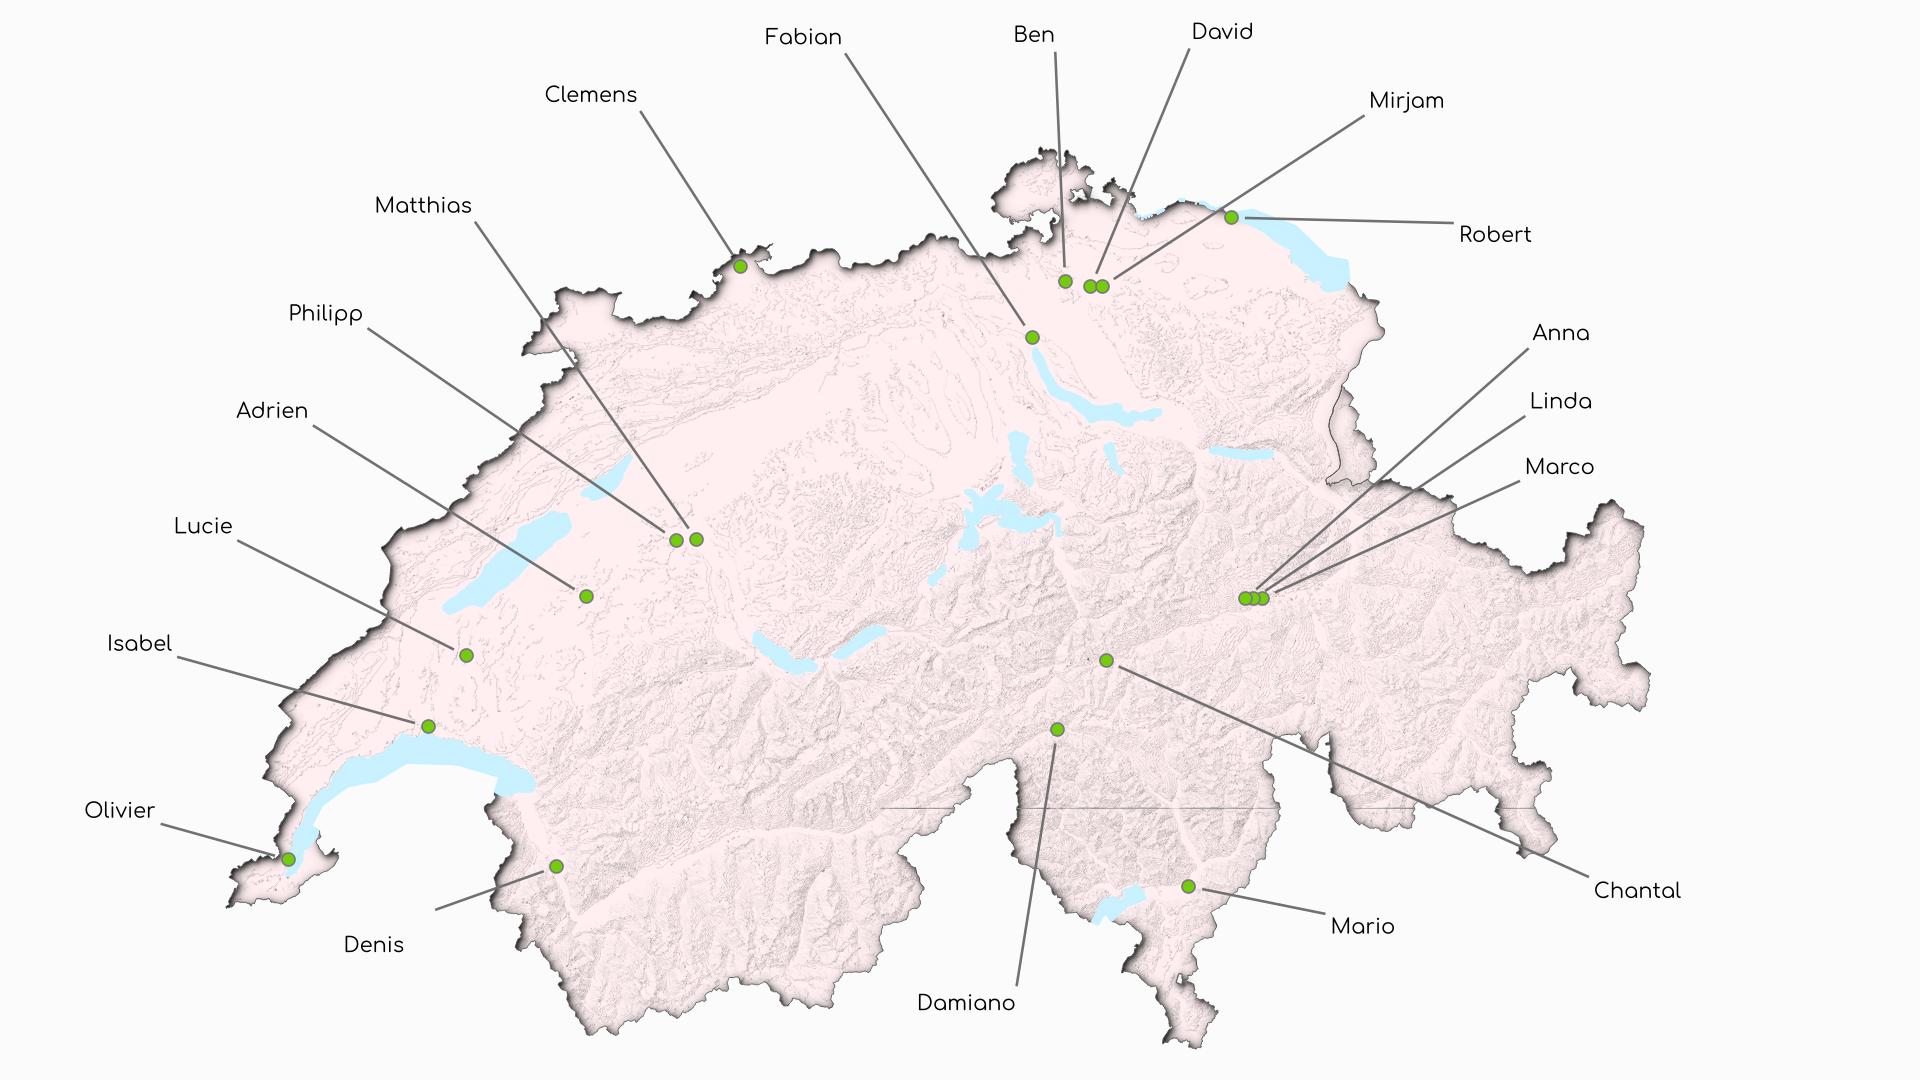 David
Ben
Fabian
Clemens
Mirjam
Matthias
Robert
Philipp
Anna
Linda
Adrien
Marco
Lucie
Isabel
Olivier
Chantal
Mario
Denis
Damiano